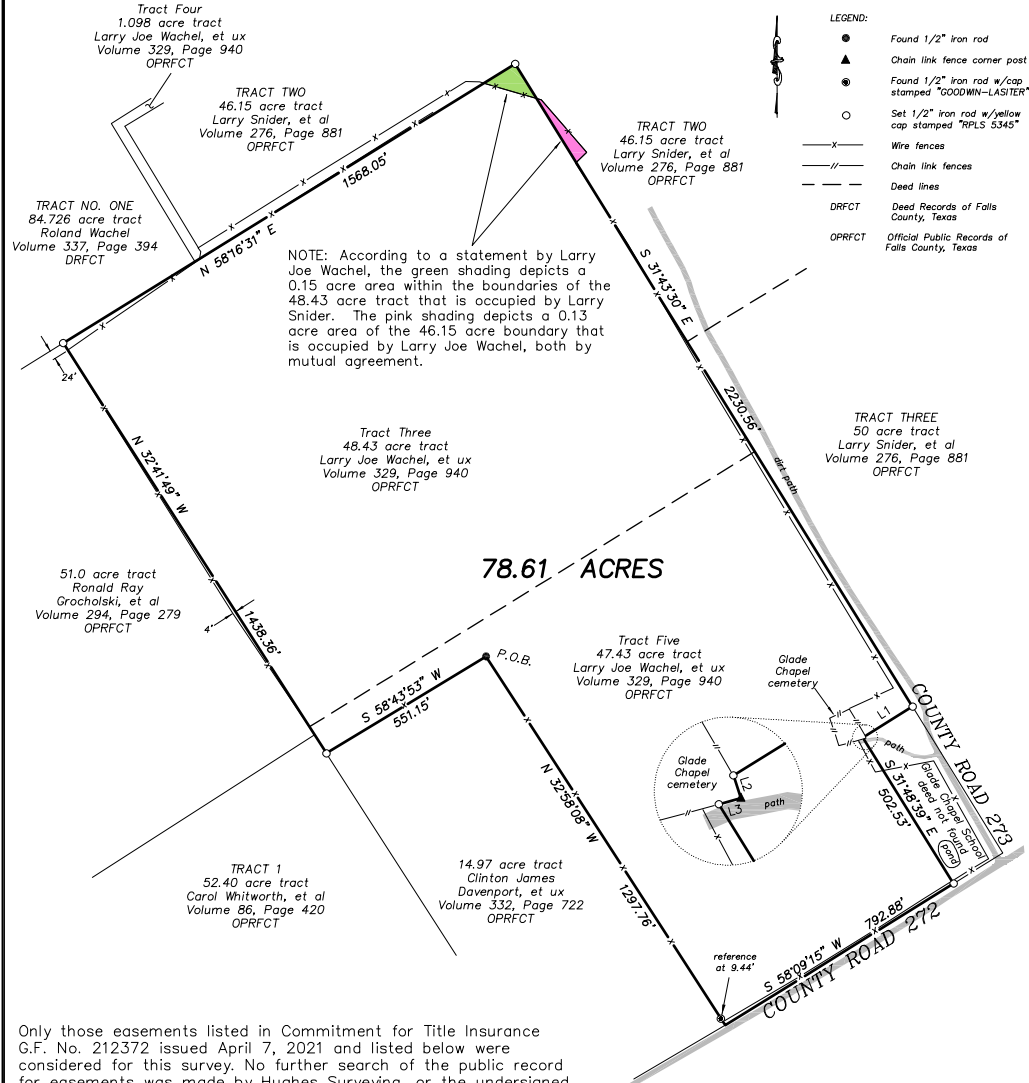 Tract Four
1.098 acre tract
Larry Joe Wachel, et ux
Volume 329, Page 940
OPRFCT
LEGEND:
Found 1/2" iron rod
Chain link fence corner post
Found 1/2" iron rod w/cap
stamped "GOODWIN-LASITER"
Set 1/2" iron rod w/yellow
cap stamped "RPLS 5345"
Wire fences
Chain link fences
Deed lines
DRFCT Deed Records of Falls
County, Texas
OPRFCT Official Public Records of
Falls County, Texas
TRACT TWO
46.15 acre tract
Larry Snider, et al
Volume 276, Page 881
OPRFCT
TRACT TWO
46.15 acre tract
Larry Snider, et al
Volume 276, Page 881
OPRFCT
TRACT NO. ONE
84.726 acre tract
Roland Wachel
Volume 337, Page 394
DRFCT
1568.05'
N 58°16'31" E
NOTE: According to a statement by Larry
Joe Wachel, the green shading depicts a
0.15 acre area within the boundaries of the
48.43 acre tract that is occupied by Larry
Snider. The pink shading depicts a 0.13
acre area of the 46.15 acre boundary that
is occupied by Larry Joe Wachel, both by
mutual agreement.
S 31°43'30" E
2230.56'
dirt path
24'
N 32°41'49" W
1438.36'
4'
Tract Three
48.43 acre tract
Larry Joe Wachel, et ux
Volume 329, Page 940
OPRFCT
TRACT THREE
50 acre tract
Larry Snider, et al
Volume 276, Page 881
OPRFCT
78.61 ACRES
51.0 acre tract
Ronald Ray
Grocholski, et al
Volume 294, Page 279
OPRFCT
P.O.B.
S 58°43'53" W
551.15'
Tract Five
47.43 acre tract
Larry Joe Wachel, et ux
Volume 329, Page 940
OPRFCT
Glade
Chapel
cemetery
L1
path
COUNTY ROAD 273
Glade
Chapel
cemetery
L2
L3
path
S 31°48'39" E
502.53'
Glade Chapel School
deed not found
pond
N 32°58'08" W
1297.76'
TRACT 1
52.40 acre tract
Carol Whitworth, et al
Volume 86, Page 420
OPRFCT
14.97 acre tract
Clinton James
Davenport, et ux
Volume 332, Page 722
OPRFCT
reference
at 9.44'
792.88'
S 58°09'15" W
COUNTY ROAD 272
Only those easements listed in Commitment for Title Insurance
G.F. No. 212372 issued April 7, 2021 and listed below were
considered for this survey. No further search of the public record
for easements was made by Hughes Surveying, or the undersigned